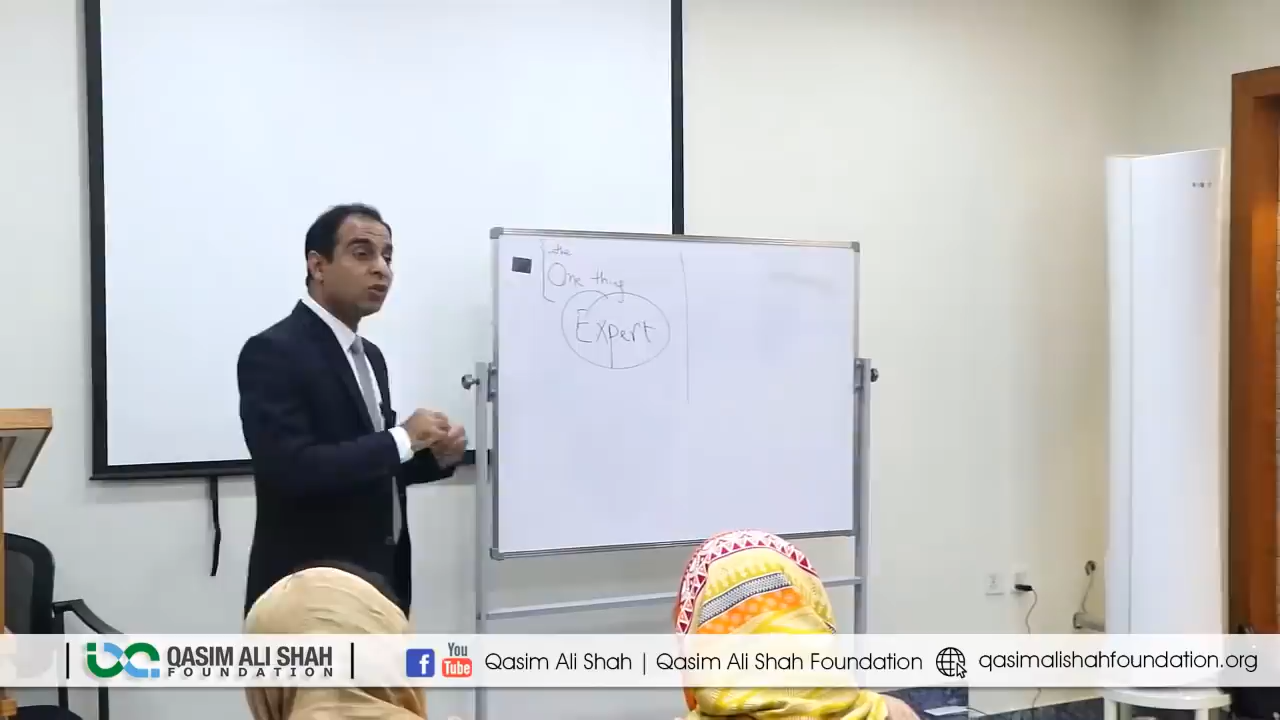 the
One thing
Expert
QASIM ALI SHAH
FOUNDATION
You
Tube
Qasim Ali Shah | Qasim Ali Shah Foundation
qasimalishahfoundation.org